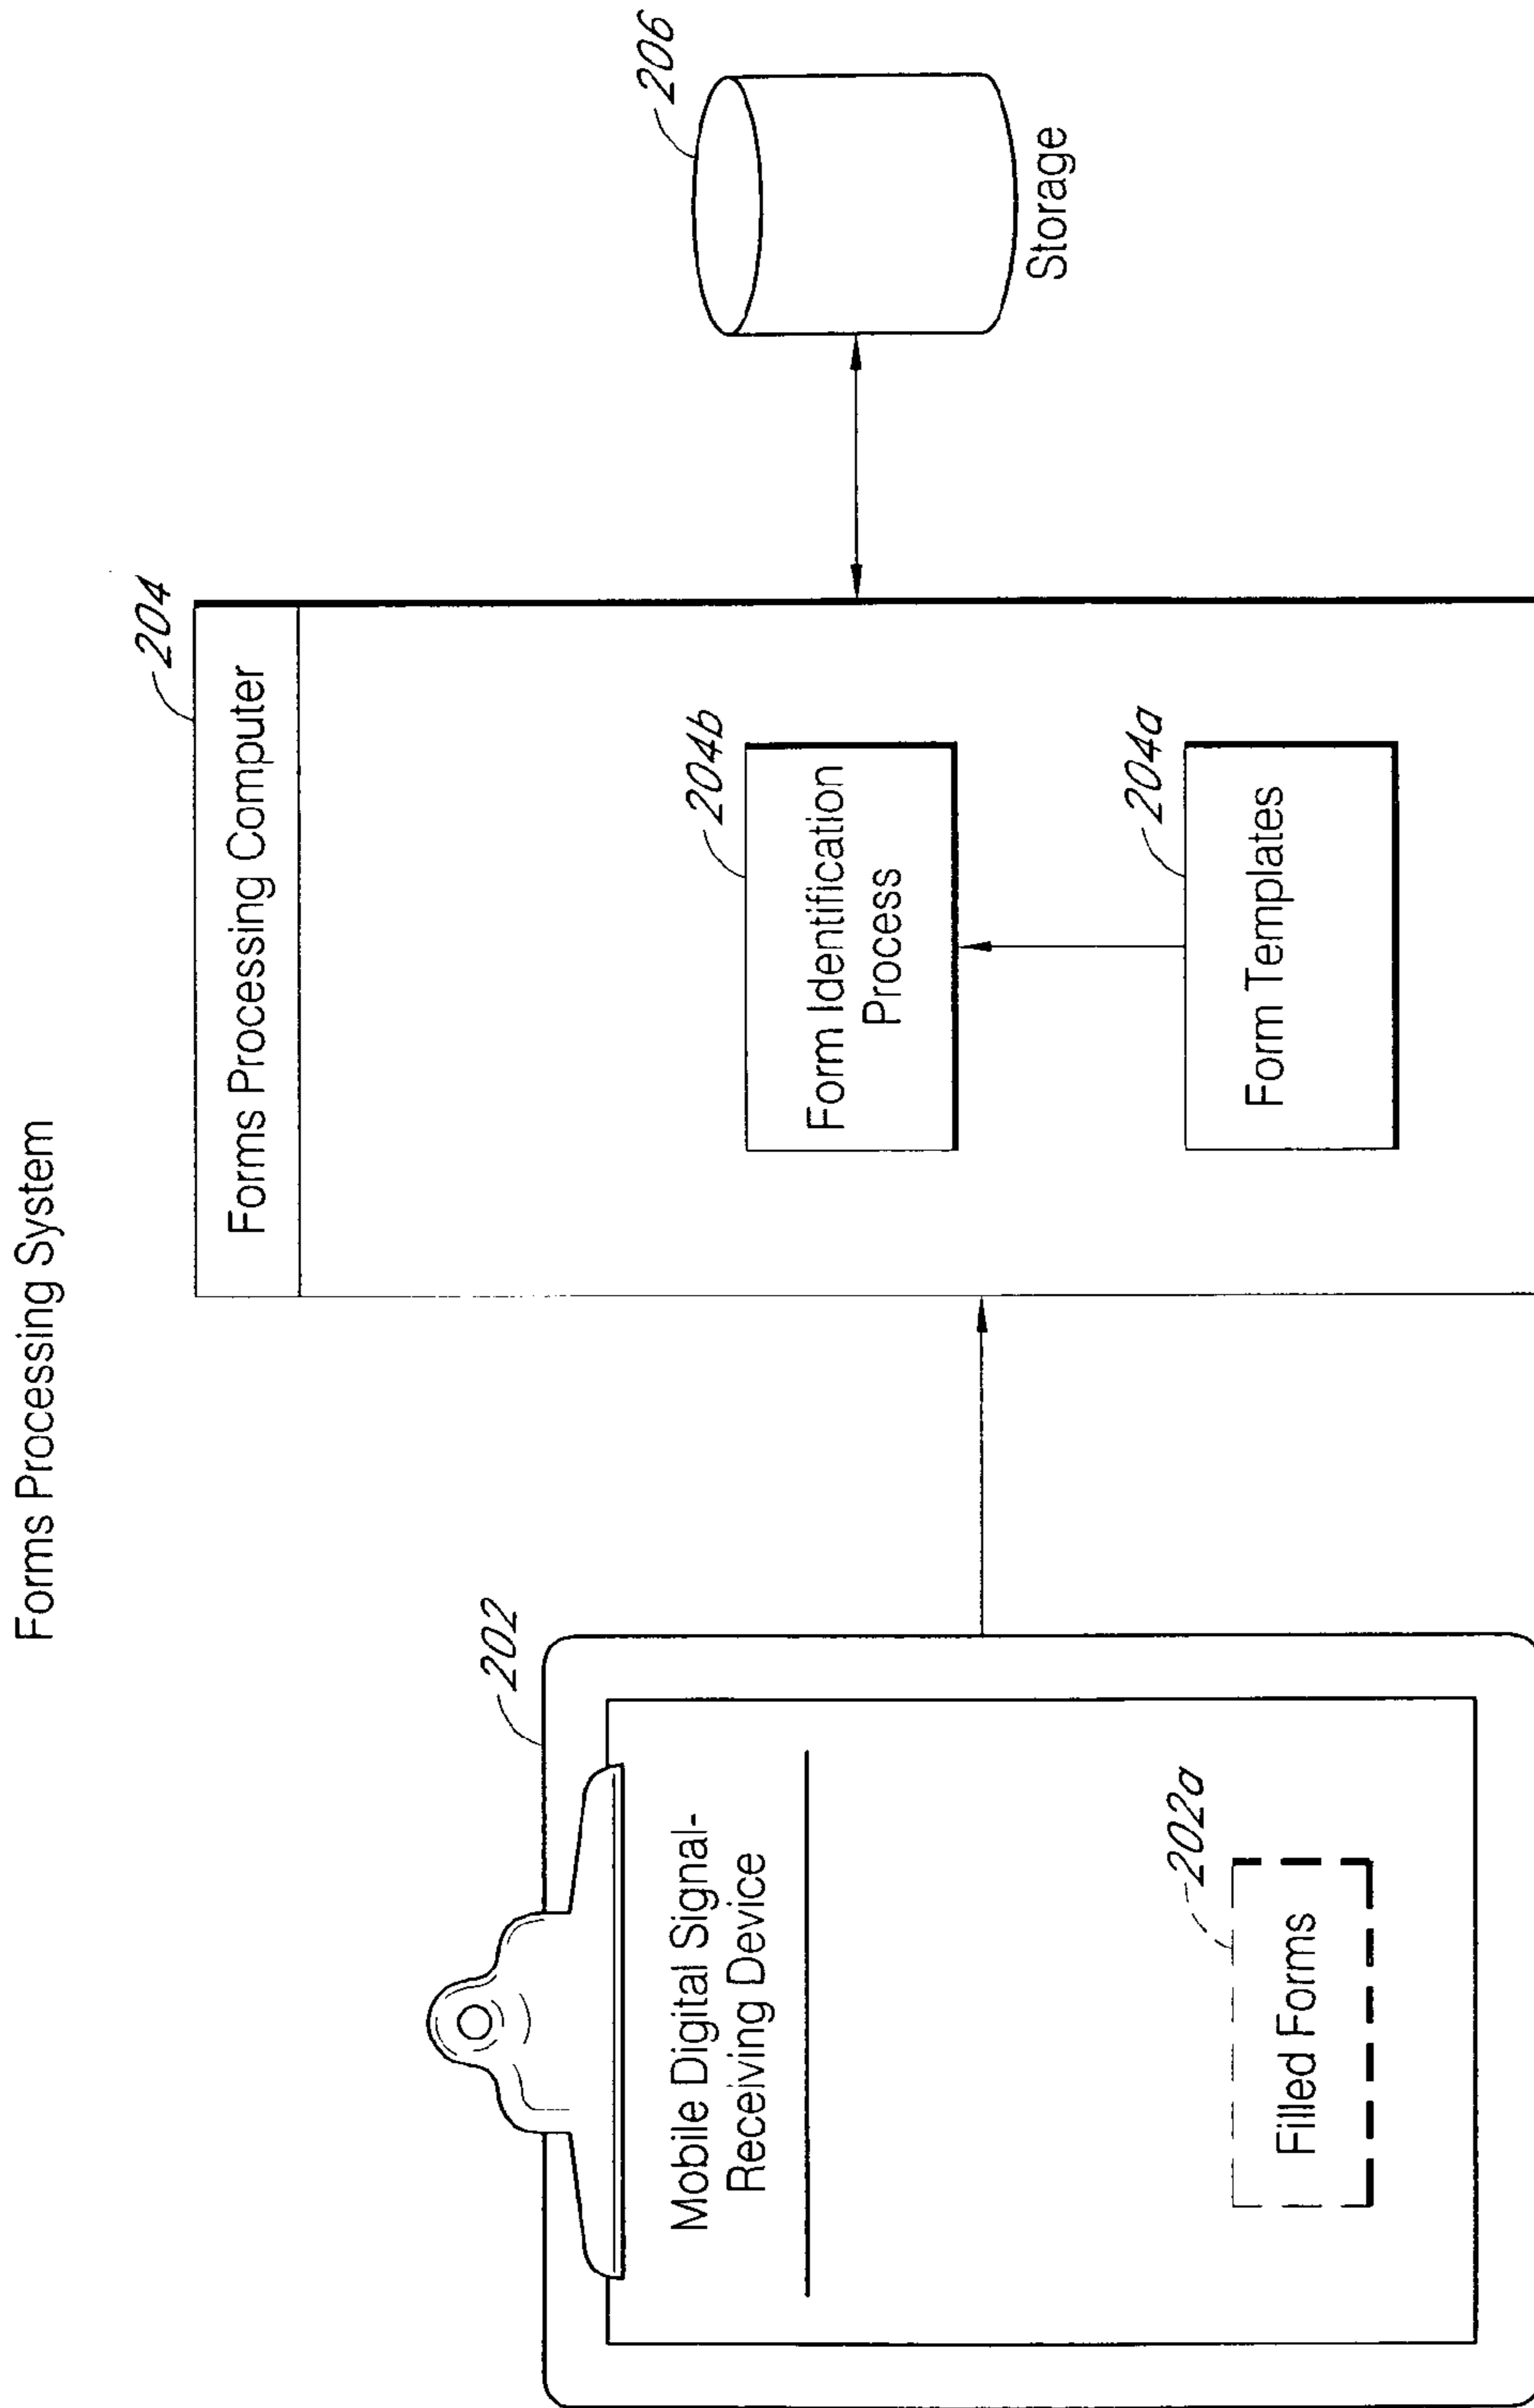 Forms Processing System
202
Mobile Digital Signal-
Receiving Device
202a
Filled Forms
204
Forms Processing Computer
204b
Form Identification
Process
204a
Form Templates
206
Storage